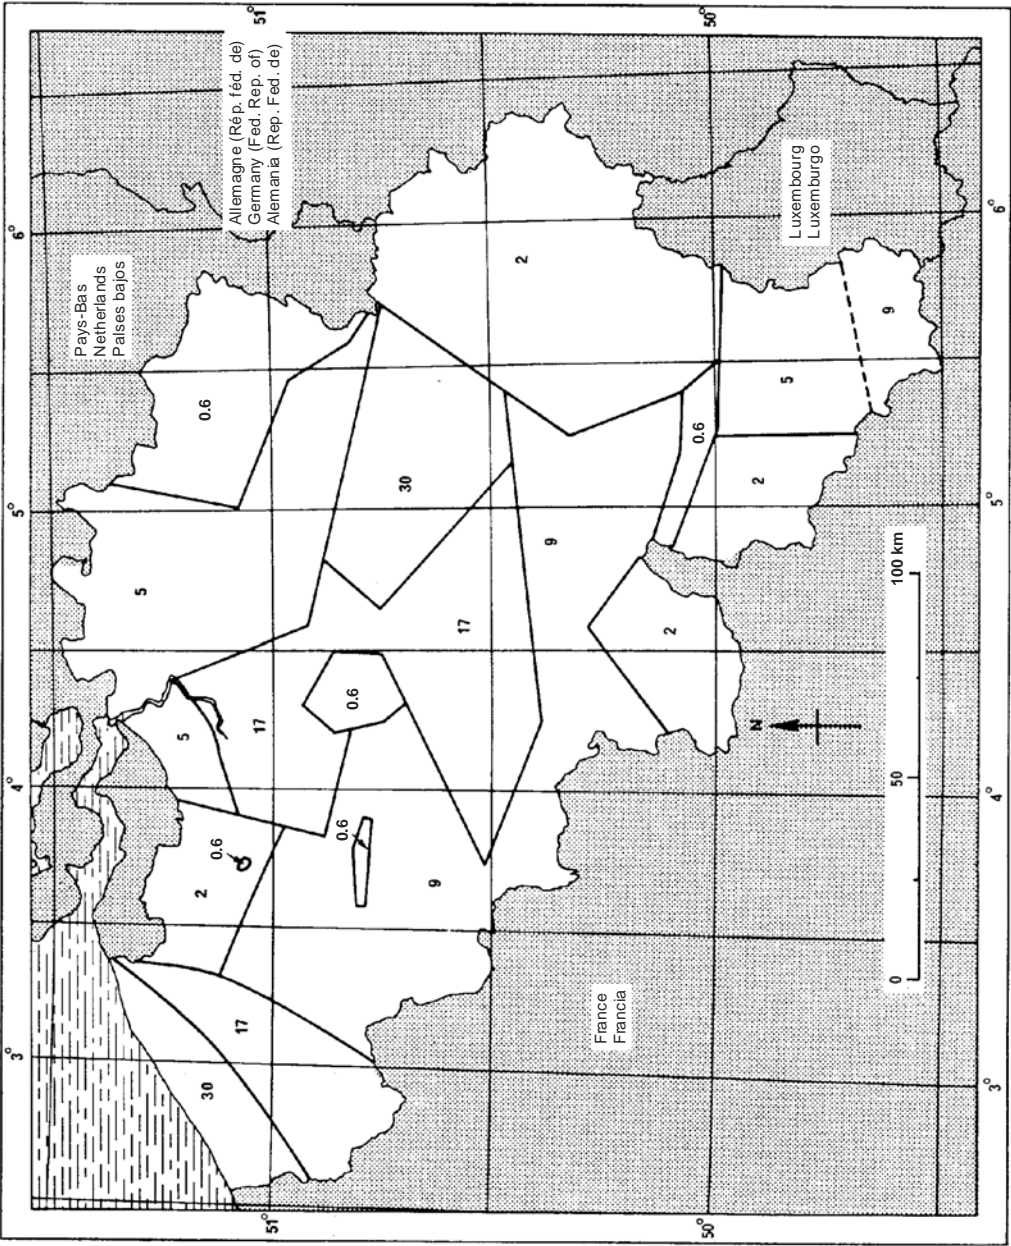 51°
50°
Allemagne (Rép. féd. de)
Germany (Fed. Rep. of)
Alemania (Rep. Fed. de)
Luxembourg
Luxemburgo
6°
6°
Pays-Bas
Netherlands
Palses bajos
2
9
5
0.6
0.6
30
2
5°
5°
9
5
17
2
0.6
17
5
N
4°
4°
0.6
0.6
2
9
0
50
100 km
France
Francia
17
30
3°
3°
51°
50°